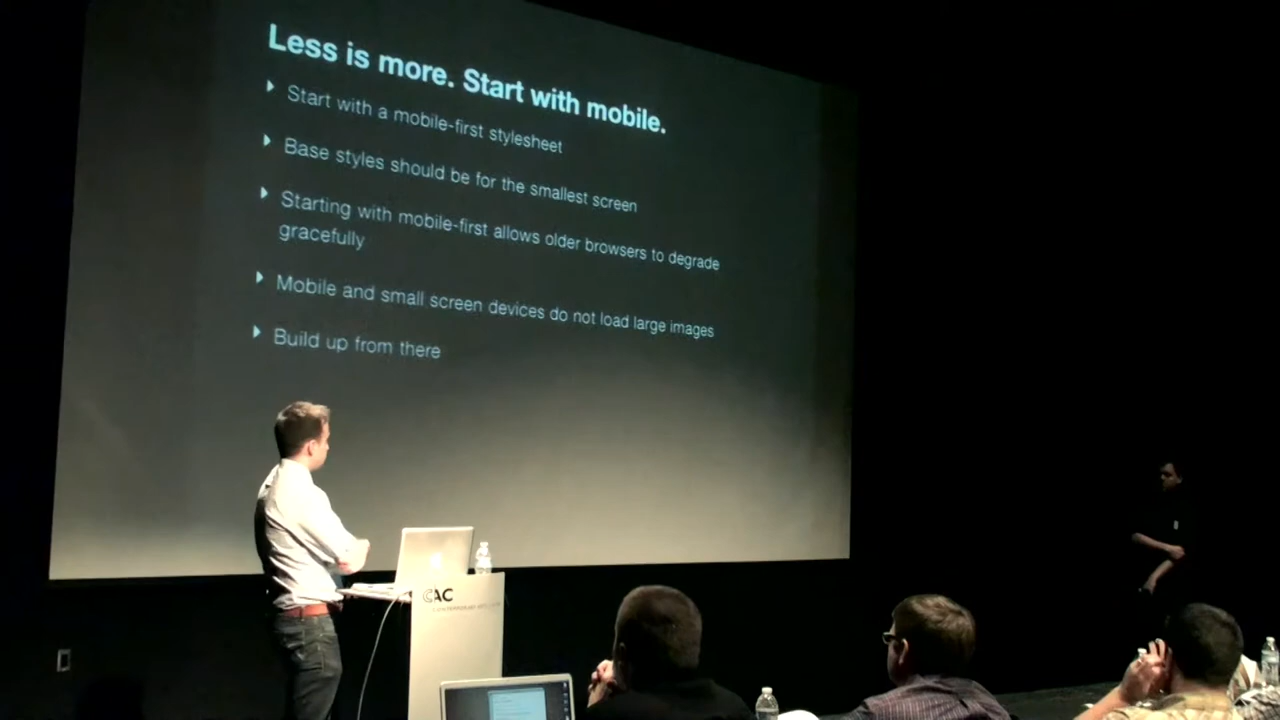 Less is more. Start with mobile.
Start with a mobile-first stylesheet
Base styles should be for the smallest screen
Starting with mobile-first allows older browsers to degrade
gracefully
Mobile and small screen devices do not load large images
Build up from there
CAC